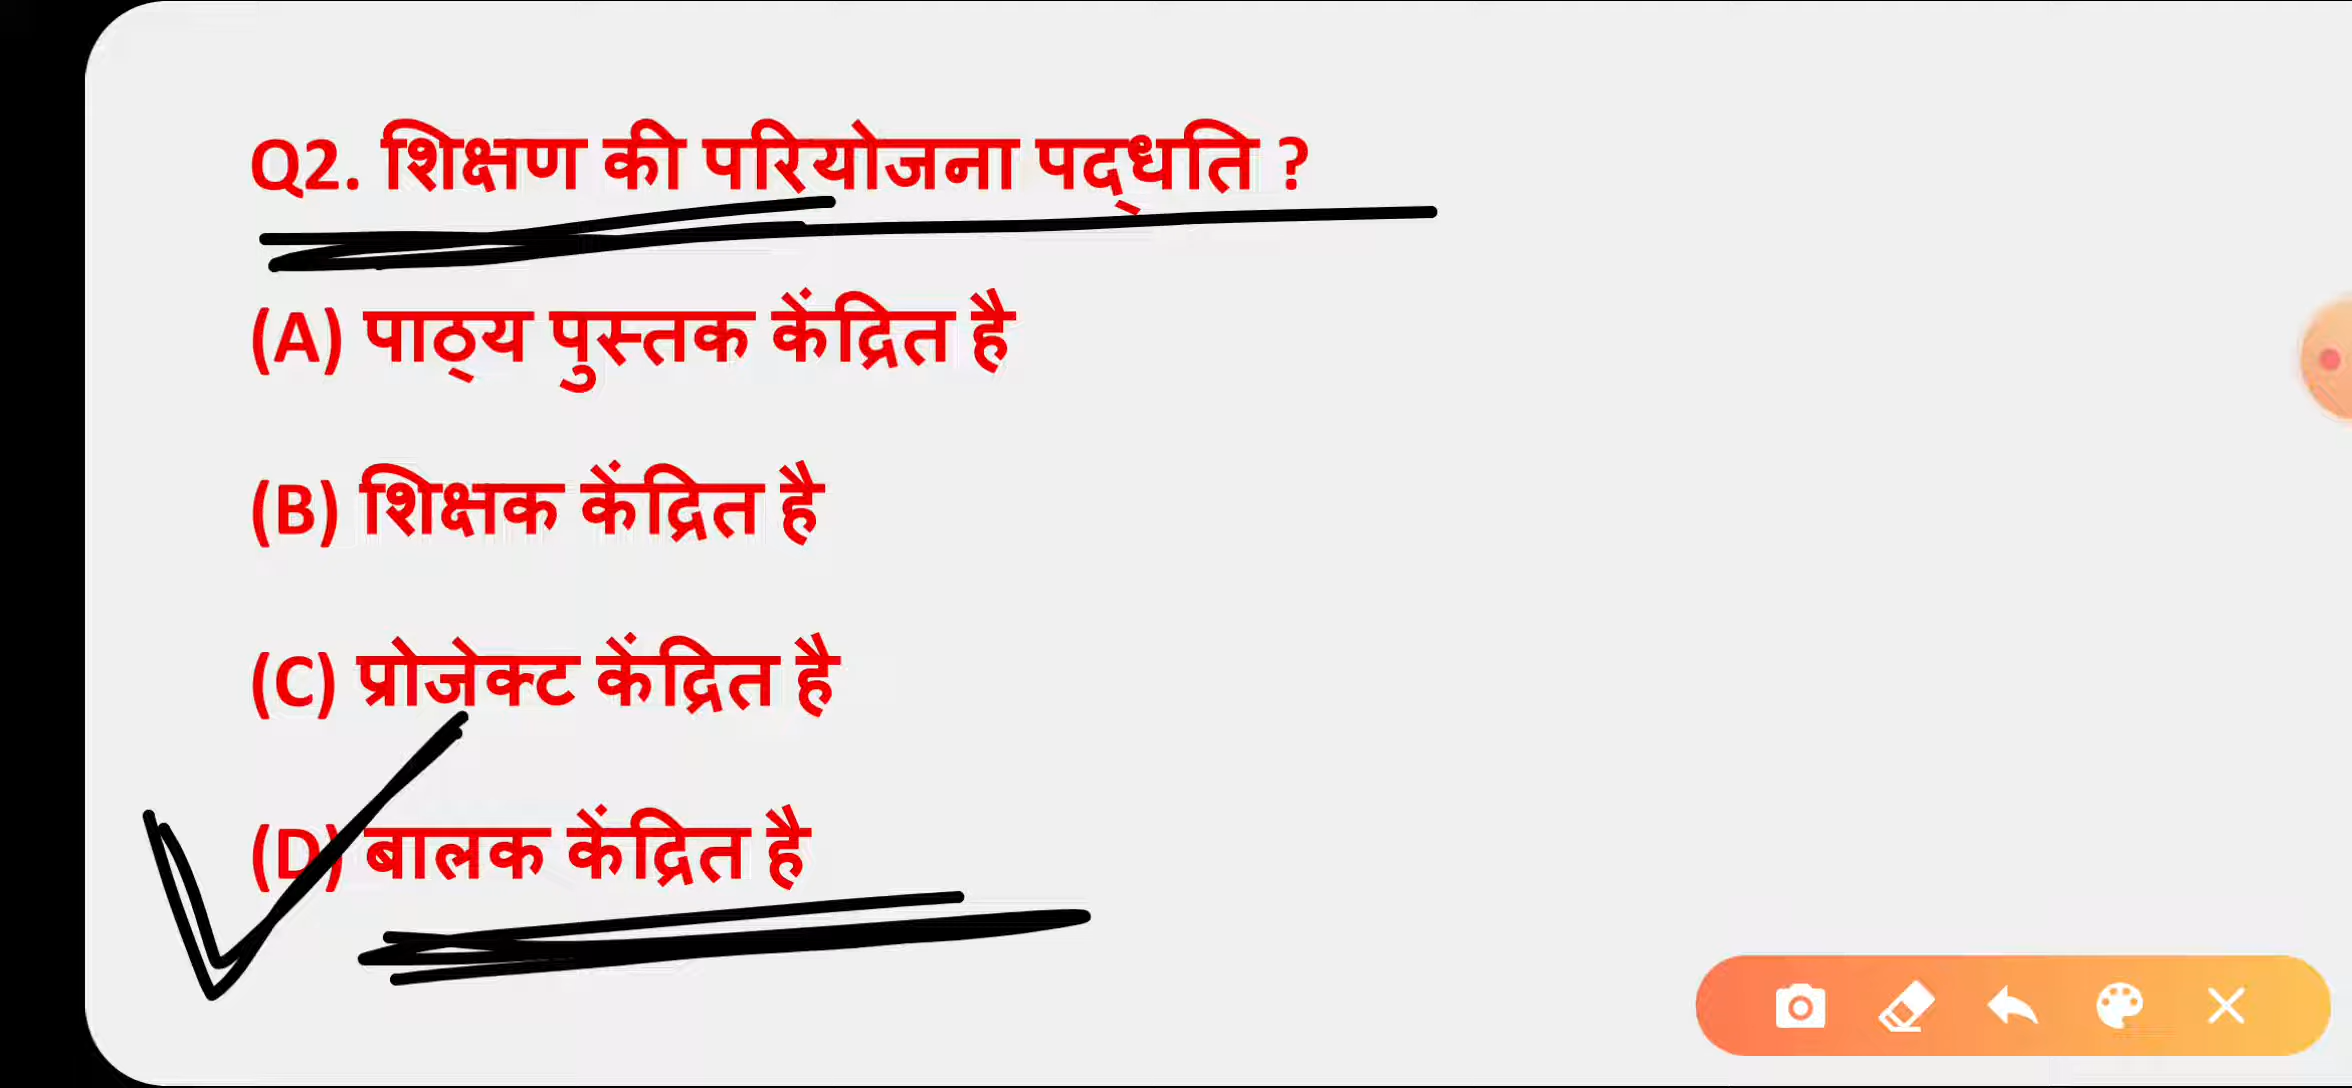 Q2. शिक्षण की परियोजना पद्धति ?
(A) पाठ्य पुस्तक केंद्रित है
(B) शिक्षक केंद्रित है
(C) प्रोजेक्ट केंद्रित है
(D) बालक केंद्रित है